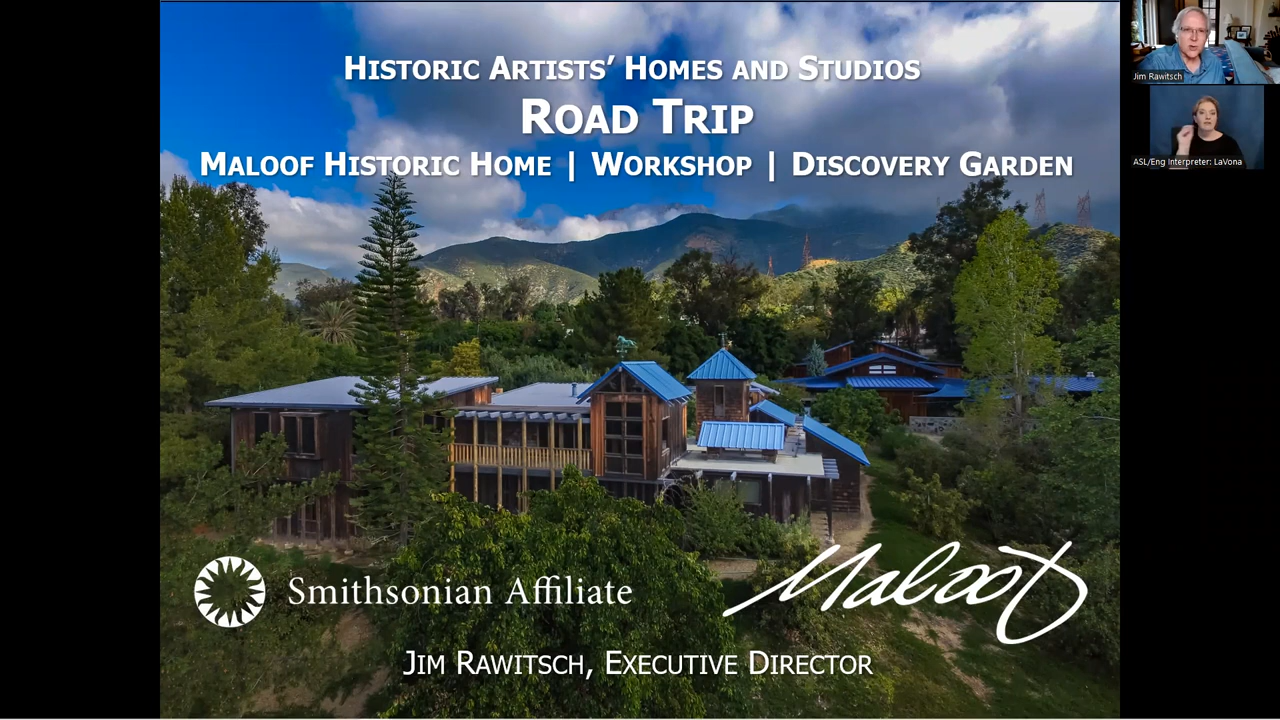 Historic Artists’ Homes and Studios
Road Trip
Maloof Historic Home | Workshop | Discovery Garden
Smithsonian Affiliate
Maloof
Jim Rawitsch, Executive Director
Jim Rawitsch
ASL/Eng Interpreter: LaVona